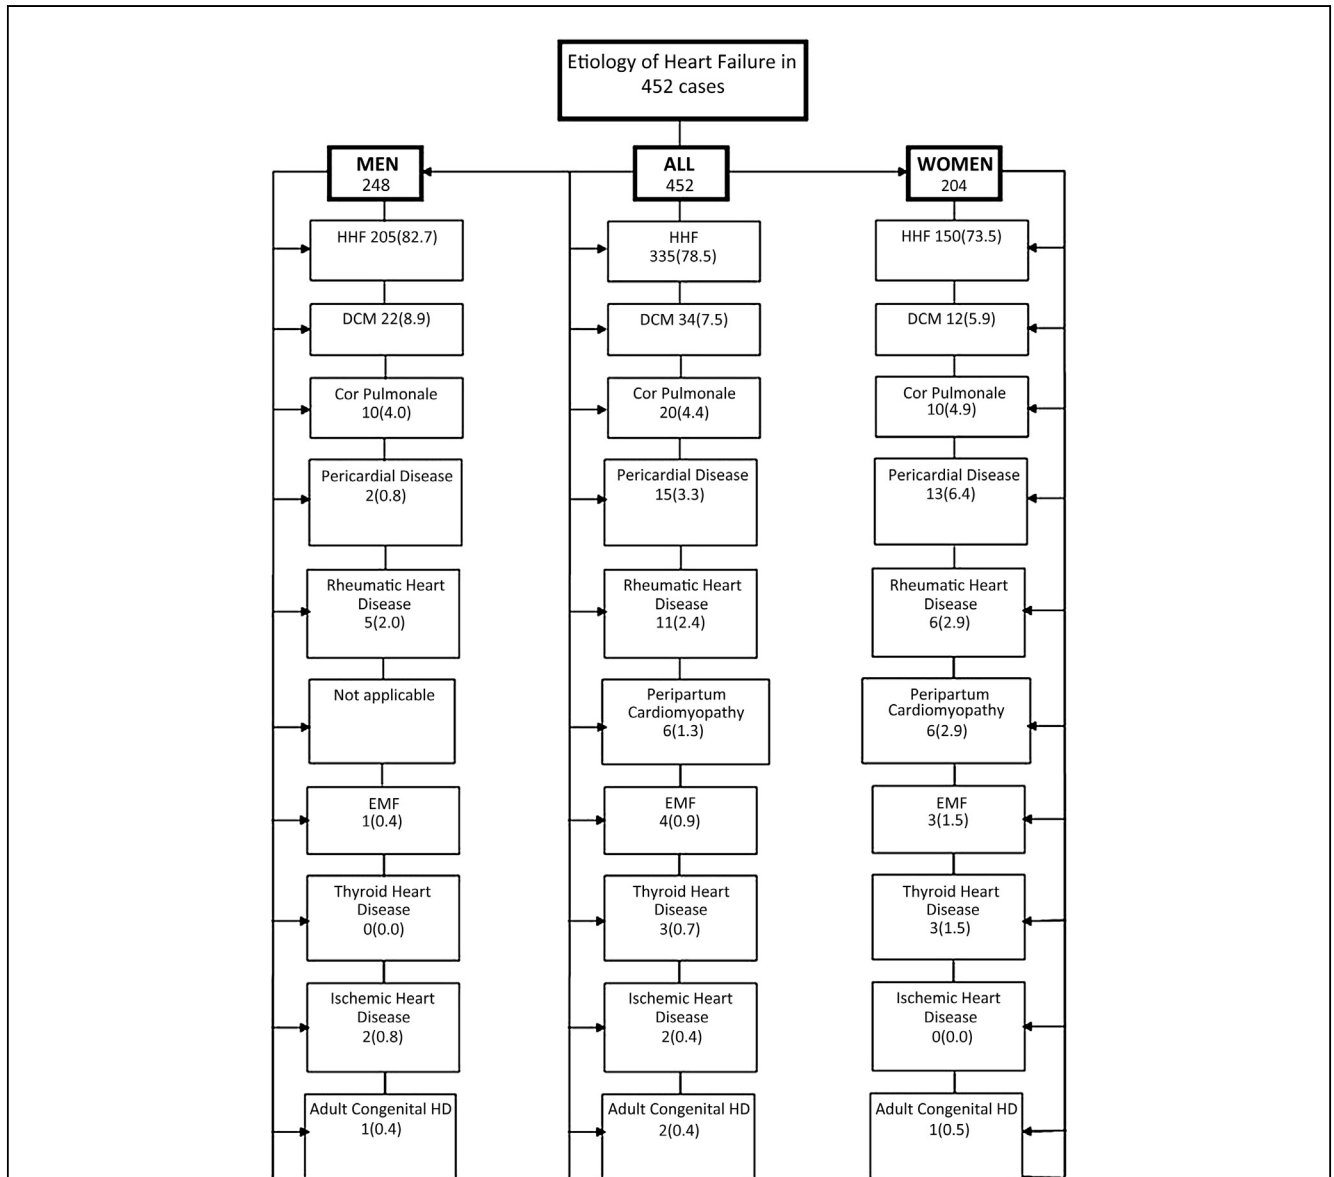 Etiology of Heart Failure in
452 cases
MEN
248
ALL
452
WOMEN
204
HHF 205(82.7)
HHF
335(78.5)
HHF 150(73.5)
DCM 22(8.9)
DCM 34(7.5)
DCM 12(5.9)
Cor Pulmonale
10(4.0)
Cor Pulmonale
20(4.4)
Cor Pulmonale
10(4.9)
Pericardial Disease
2(0.8)
Pericardial Disease
15(3.3)
Pericardial Disease
13(6.4)
Rheumatic Heart
Disease
5(2.0)
Rheumatic Heart
Disease
11(2.4)
Rheumatic Heart
Disease
6(2.9)
Not applicable
Peripartum
Cardiomyopathy
6(1.3)
Peripartum
Cardiomyopathy
6(2.9)
EMF
1(0.4)
EMF
4(0.9)
EMF
3(1.5)
Thyroid Heart
Disease
0(0.0)
Thyroid Heart
Disease
3(0.7)
Thyroid Heart
Disease
3(1.5)
Ischemic Heart
Disease
2(0.8)
Ischemic Heart
Disease
2(0.4)
Ischemic Heart
Disease
0(0.0)
Adult Congenital HD
1(0.4)
Adult Congenital HD
2(0.4)
Adult Congenital HD
1(0.5)